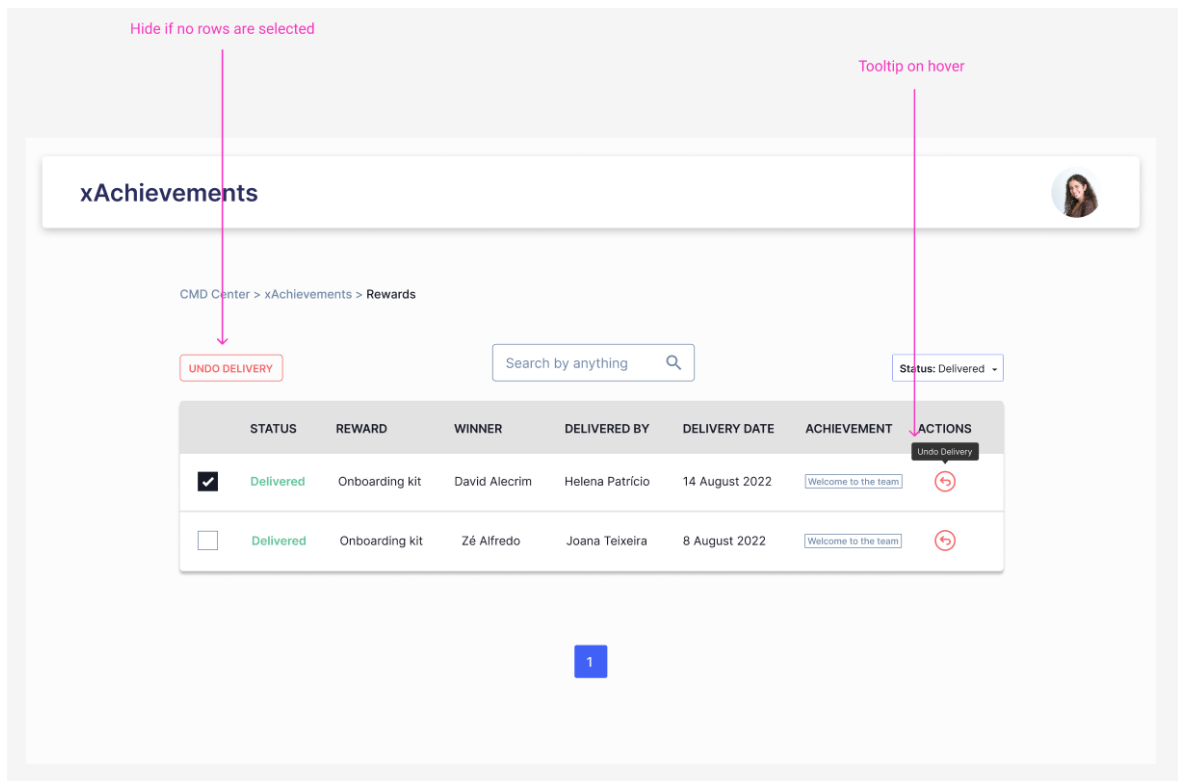 Hide if no rows are selected
Tooltip on hover
xAchievements
CMD Center > xAchievements > Rewards
UNDO DELIVERY
Search by anything
Status: Delivered
STATUS REWARD WINNER DELIVERED BY DELIVERY DATE ACHIEVEMENT ACTIONS
Undo Delivery
Delivered Onboarding kit David Alecrim Helena Patrício 14 August 2022 Welcome to the team
Delivered Onboarding kit Zé Alfredo Joana Teixeira 8 August 2022 Welcome to the team
1